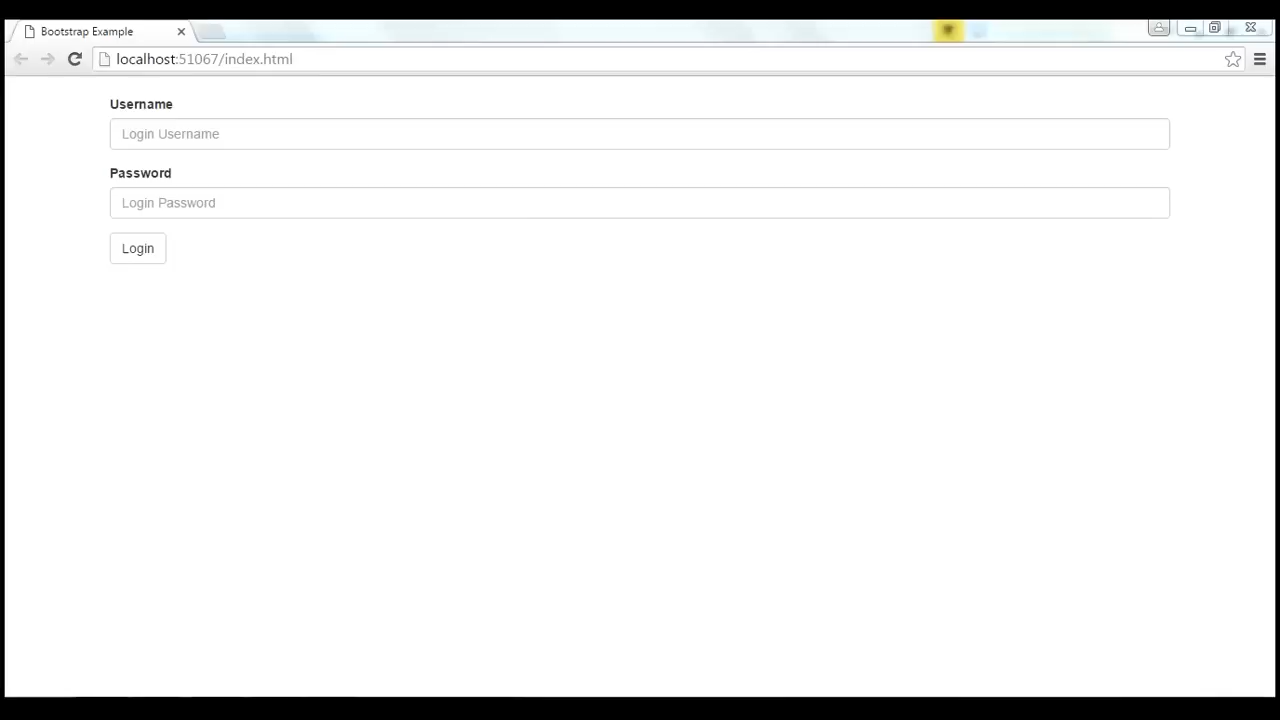 Bootstrap Example
localhost:51067/index.html
Username
Login Username
Password
Login Password
Login